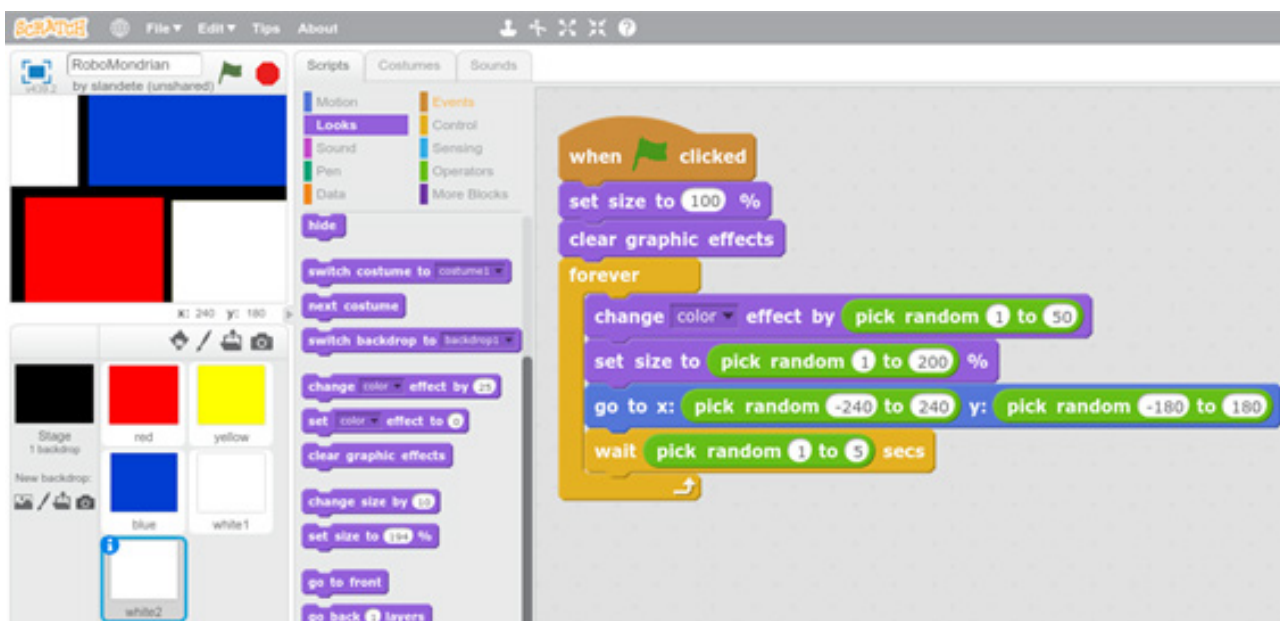 SCRATCH File Edit Tips About
RoboMondrian
by slandete (unshared)
v439.2
x: 240 y: 180
Stage
1 backdrop
New backdrop:
red
yellow
blue
white1
white2
Scripts Costumes Sounds
Motion Events
Looks Control
Sound Sensing
Pen Operators
Data More Blocks
hide
switch costume to costume1
next costume
switch backdrop to backdrop1
change color effect by 25
set color effect to 0
clear graphic effects
change size by 10
set size to 194 %
go to front
go back 1 layers
when clicked
set size to 100 %
clear graphic effects
forever
change color effect by pick random 1 to 50
set size to pick random 1 to 200 %
go to x: pick random -240 to 240 y: pick random -180 to 180
wait pick random 1 to 5 secs